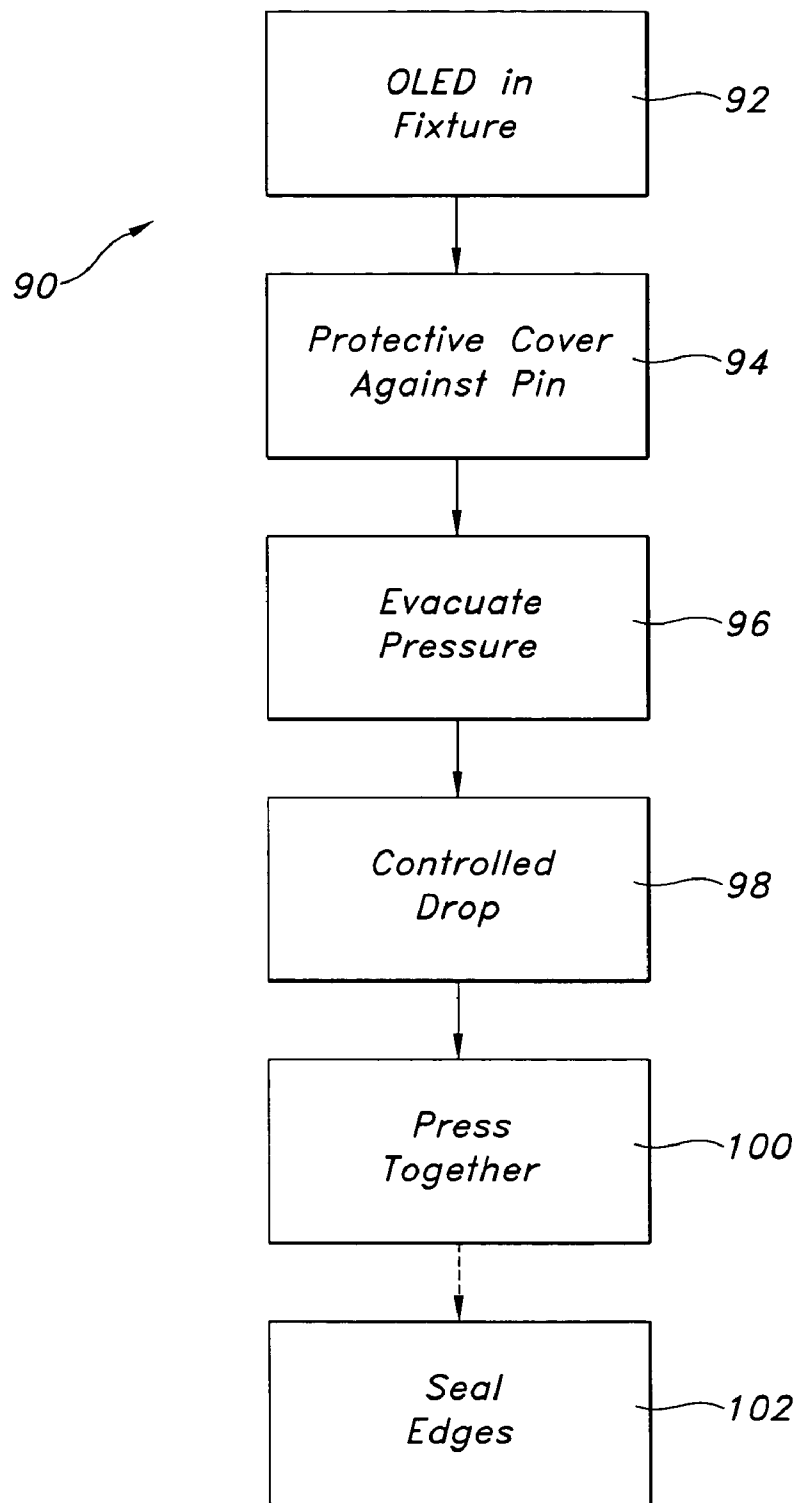 OLED in
Fixture
92
90
Protective Cover
Against Pin
94
Evacuate
Pressure
96
Controlled
Drop
98
Press
Together
100
Seal
Edges
102